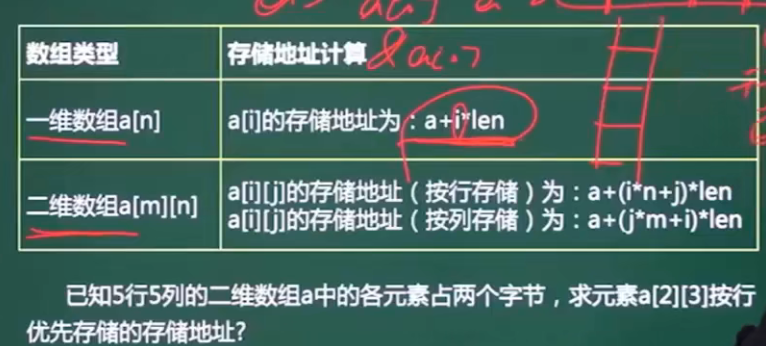 数组类型
存储地址计算
&a[i]
一维数组a[n]
a[i]的存储地址为：a+i*len
二维数组a[m][n]
a[i][j]的存储地址（按行存储）为：a+(i*n+j)*len
a[i][j]的存储地址（按列存储）为：a+(j*m+i)*len
已知5行5列的二维数组a中的各元素占两个字节，求元素a[2][3]按行
优先存储的存储地址?